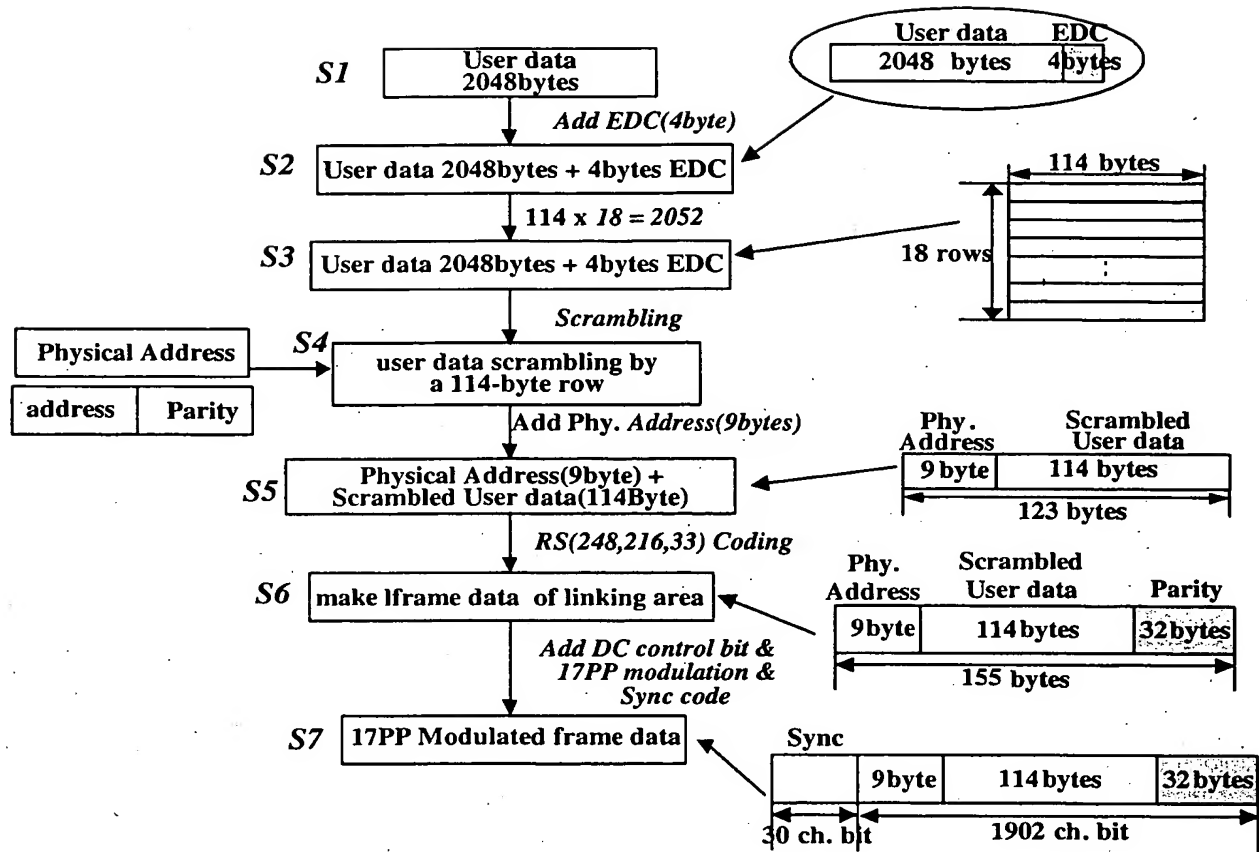 S1
User data
2048bytes
Add EDC(4byte)
User data EDC
2048 bytes 4bytes
S2
User data 2048bytes + 4bytes EDC
114 x 18 = 2052
S3
User data 2048bytes + 4bytes EDC
114 bytes
18 rows
Scrambling
Physical Address
address Parity
S4
user data scrambling by
a 114-byte row
Add Phy. Address(9bytes)
S5
Physical Address(9byte) +
Scrambled User data(114Byte)
Phy. Scrambled
Address User data
9byte 114 bytes
123 bytes
RS(248,216,33) Coding
S6
make 1frame data of linking area
Phy. Scrambled
Address User data Parity
9byte 114bytes 32bytes
155 bytes
Add DC control bit &
17PP modulation &
Sync code
S7
17PP Modulated frame data
Sync
9byte 114bytes 32bytes
30 ch. bit 1902 ch. bit